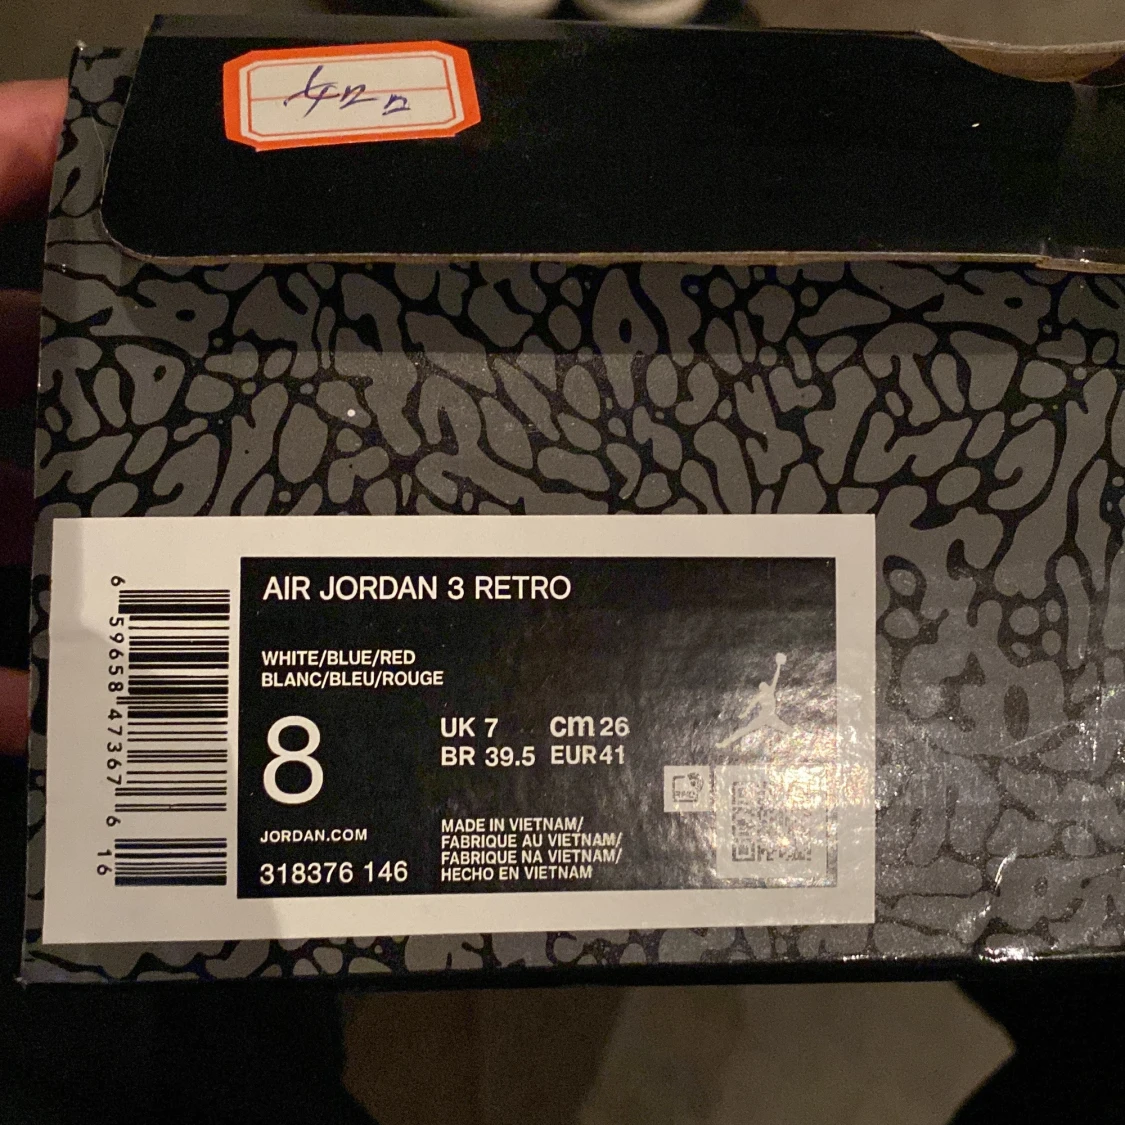 AIR JORDAN 3 RETRO
WHITE/BLUE/RED
BLANC/BLEU/ROUGE
8
UK 7 cm 26
BR 39.5 EUR 41
JORDAN.COM
318376 146
MADE IN VIETNAM/
FABRIQUE AU VIETNAM/
FABRIQUE NA VIETNAM/
HECHO EN VIETNAM
6 59658 47367 6 16